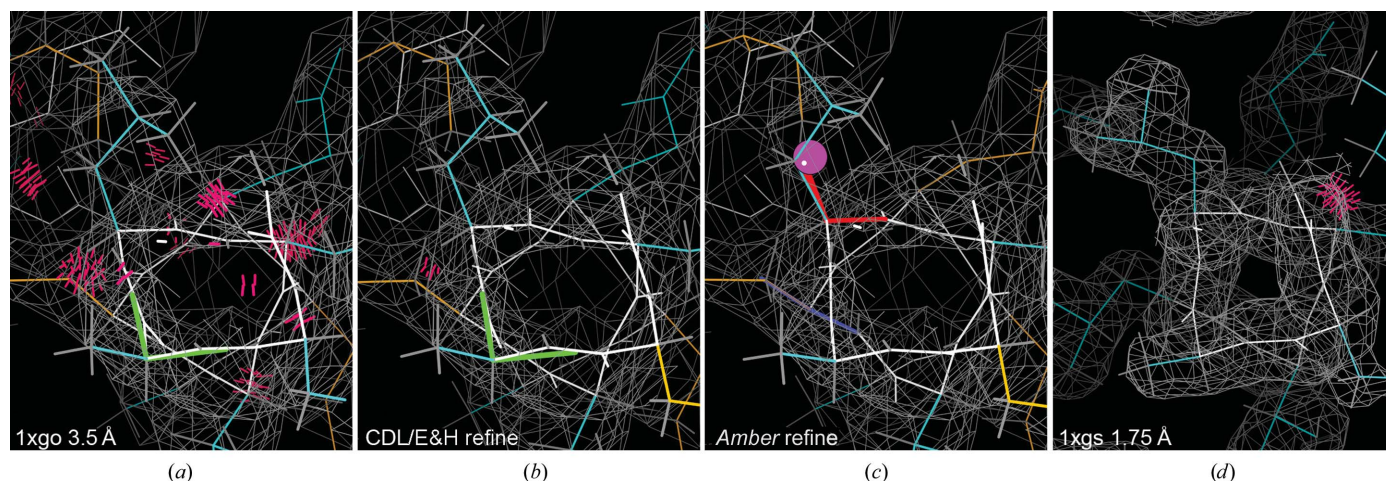 1xgo 3.5 Å
CDL/E&H refine
Amber refine
1xgs 1.75 Å
(a)
(b)
(c)
(d)